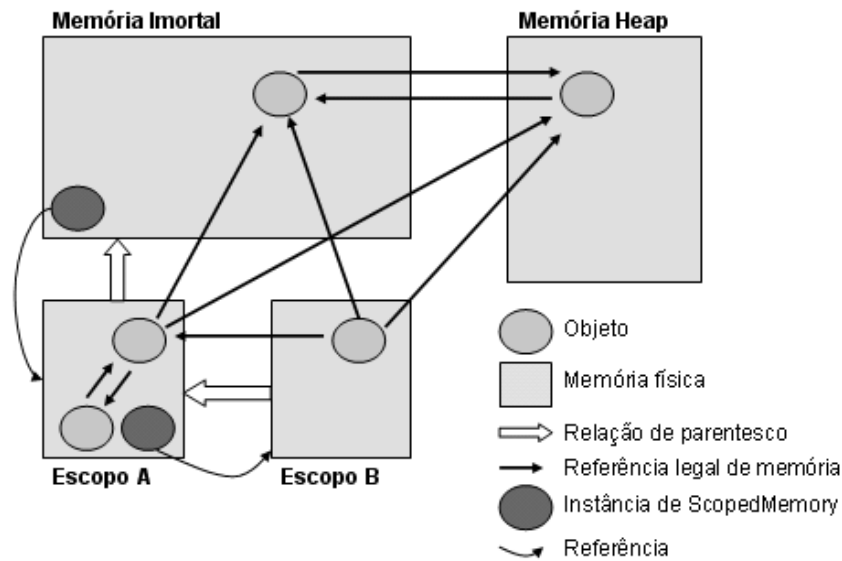 Memória Imortal
Memória Heap
Escopo A
Escopo B
Objeto
Memória física
Relação de parentesco
Referência legal de memória
Instância de ScopedMemory
Referência